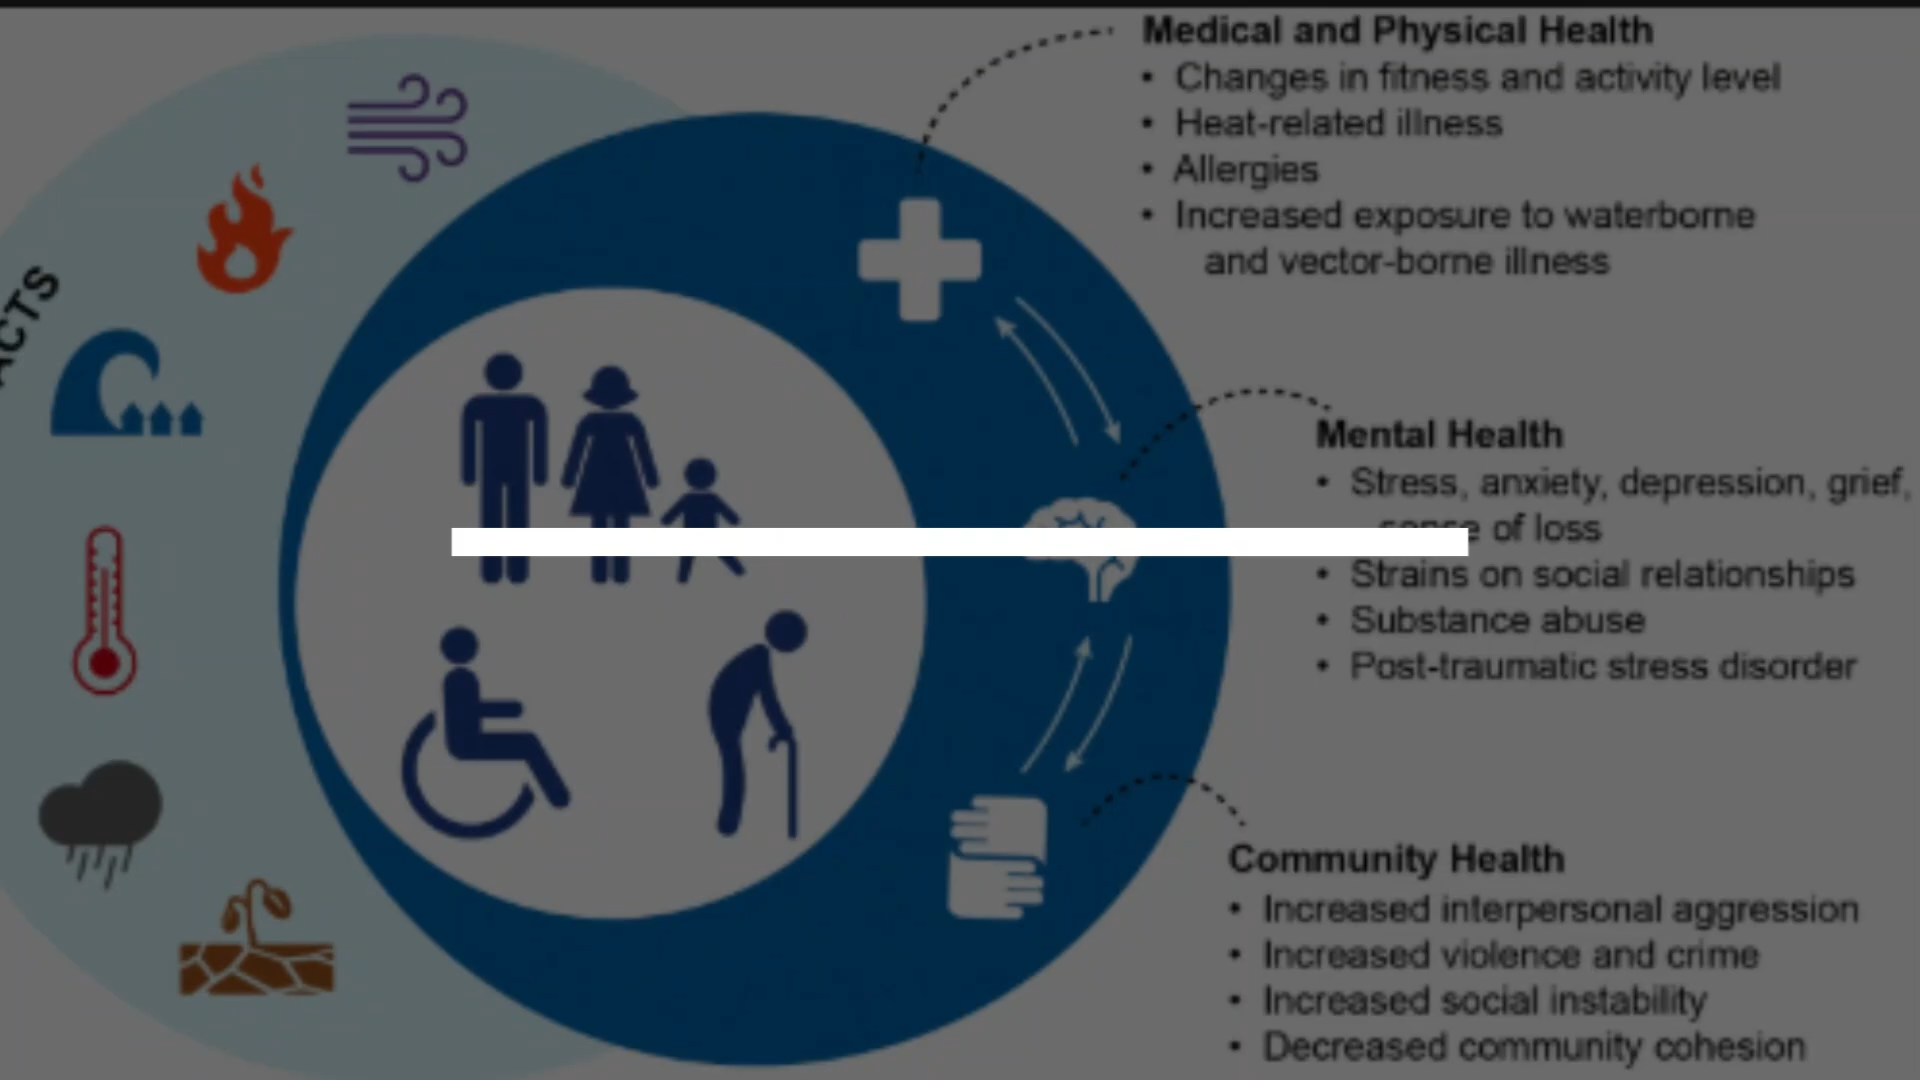 Medical and Physical Health
• Changes in fitness and activity level
• Heat-related illness
• Allergies
• Increased exposure to waterborne
and vector-borne illness
ACTS
Mental Health
• Stress, anxiety, depression, grief,
sense of loss
• Strains on social relationships
• Substance abuse
• Post-traumatic stress disorder
Community Health
• Increased interpersonal aggression
• Increased violence and crime
• Increased social instability
• Decreased community cohesion